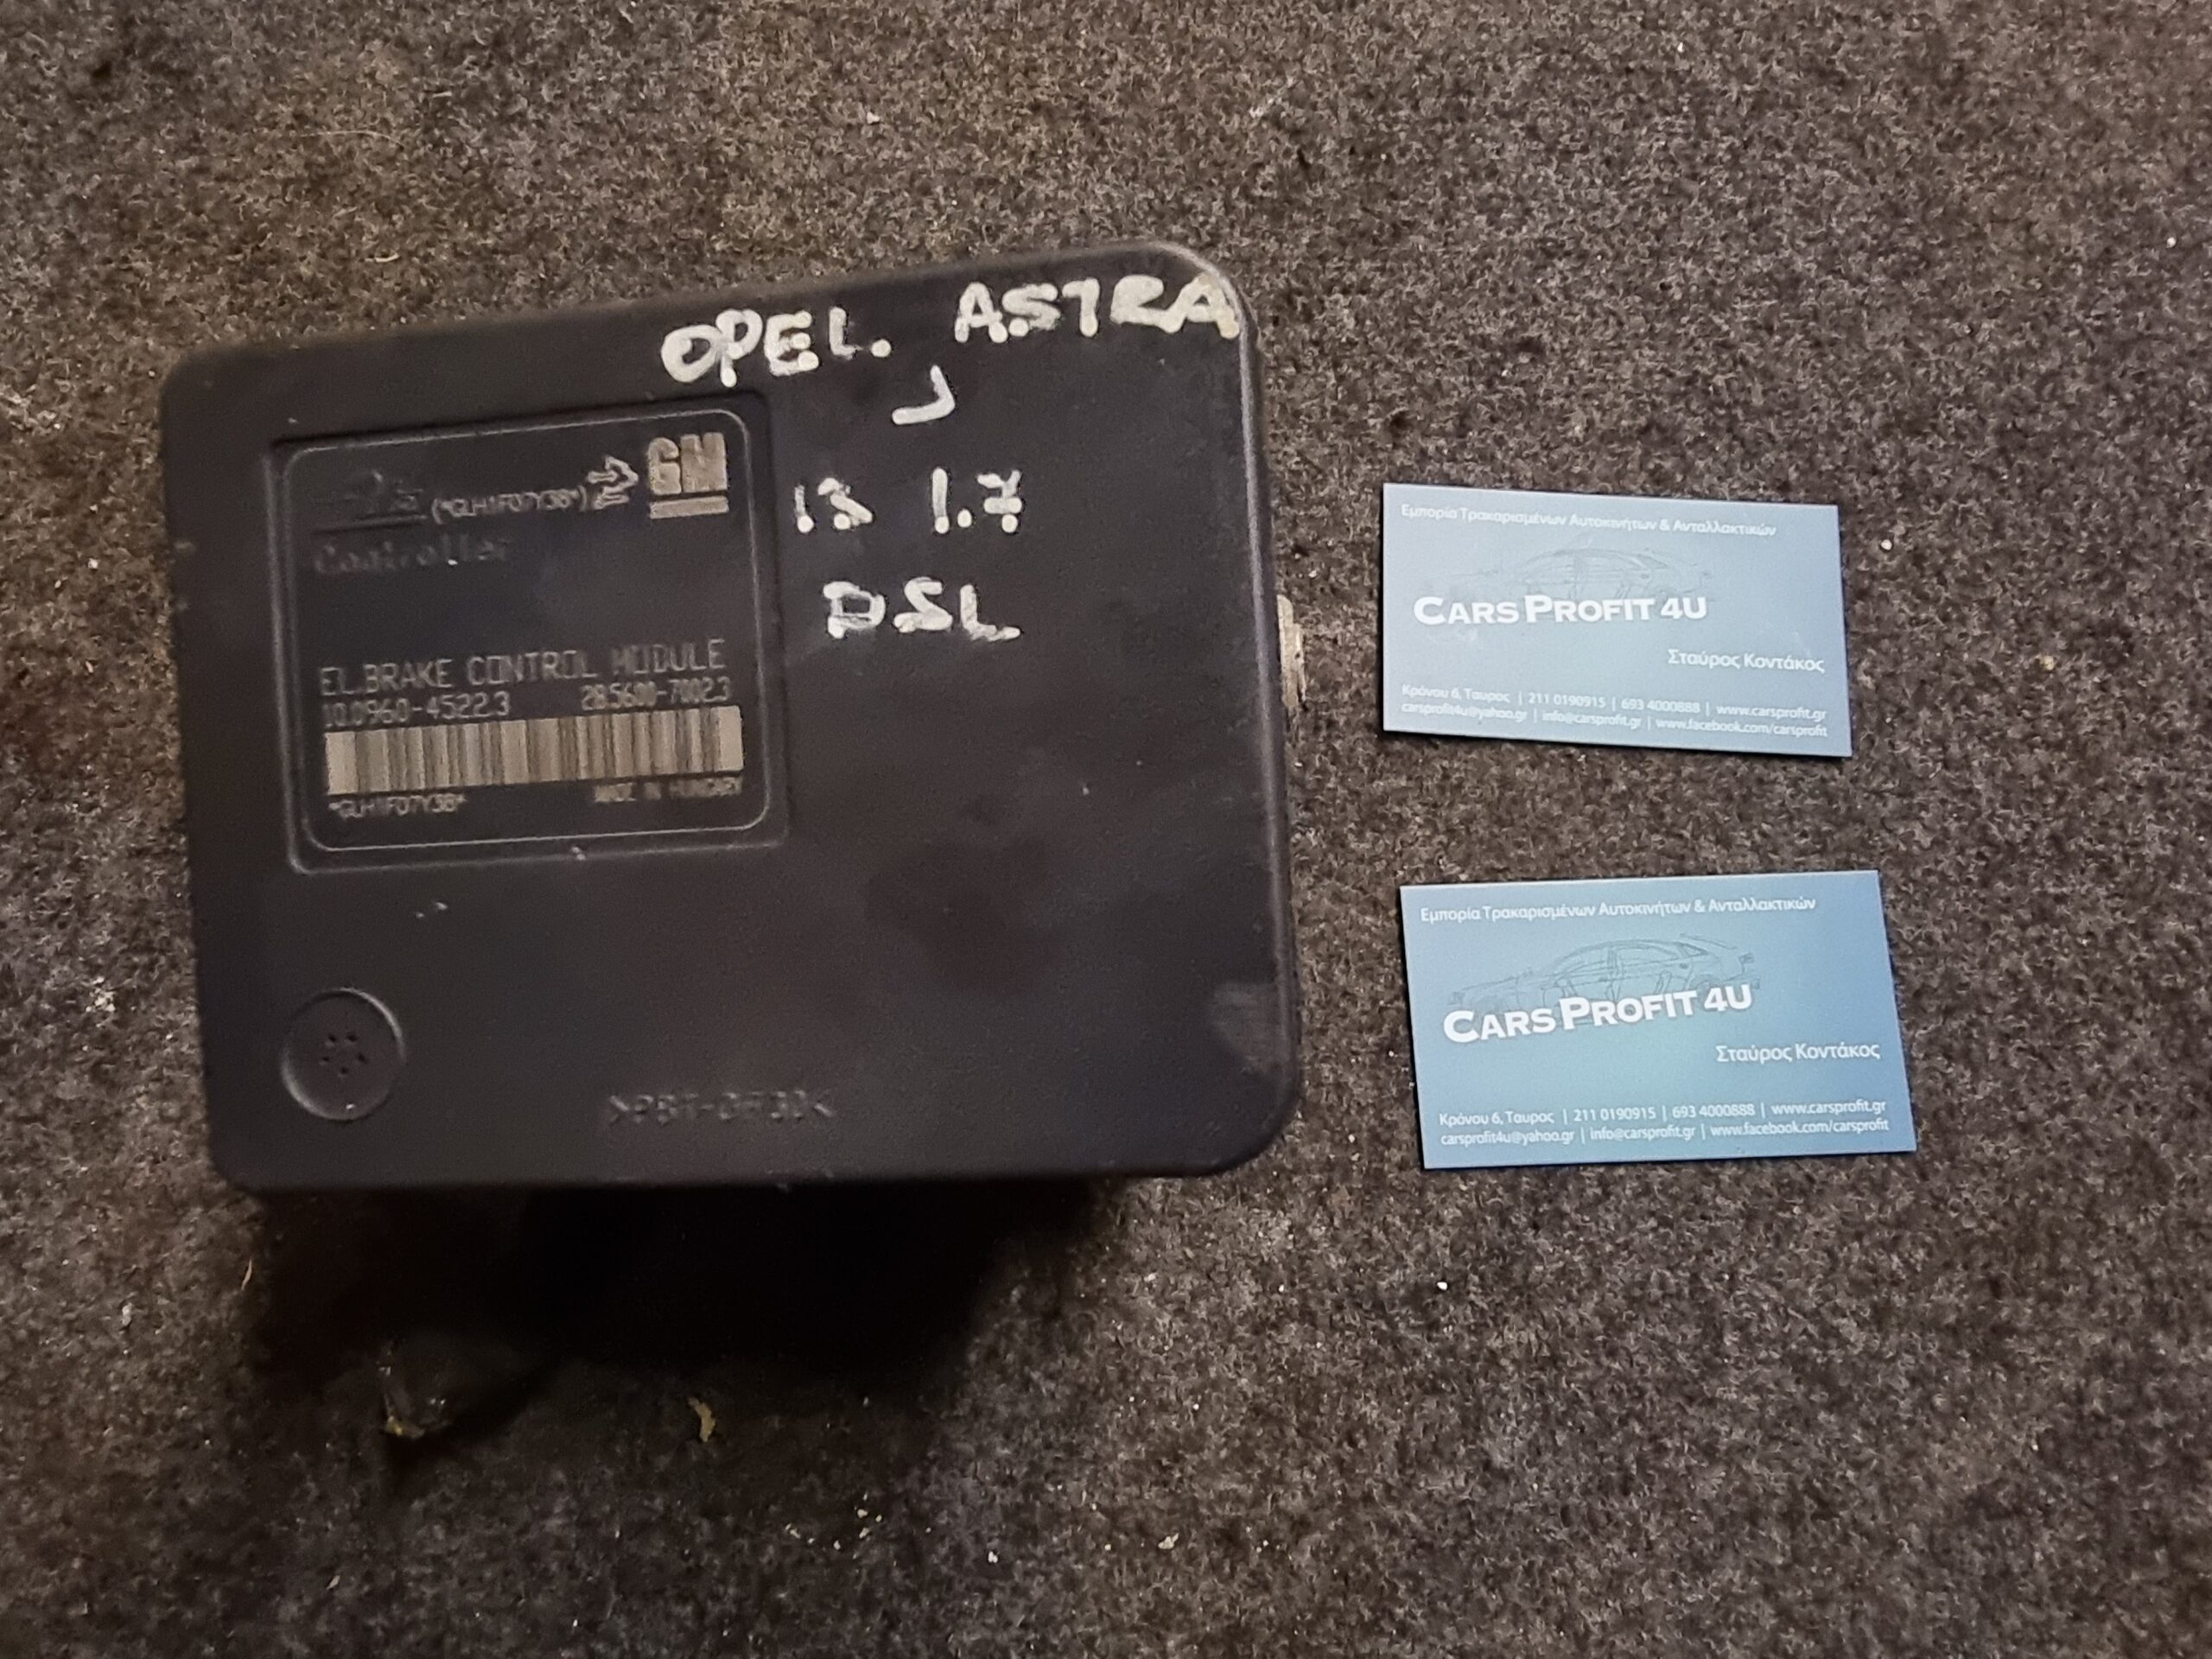 OPEL. ASTRA
J
13 1.7
DSL
(*GLH1F07Y38*) GM
Controller
EL.BRAKE CONTROL MODULE
10.0960-4522.3 28.5600-7002.3
*GLH1F07Y38* MADE IN HUNGARY
Εμπορία Τρακαρισμένων Αυτοκινήτων & Ανταλλακτικών
CARS PROFIT 4U
Σταύρος Κοντάκος
Κρόνου 6, Ταυρος | 211 0190915 | 693 4000888 | www.carsprofit.gr
carsprofit4u@yahoo.gr | info@carsprofit.gr | www.facebook.com/carsprofit
Εμπορία Τρακαρισμένων Αυτοκινήτων & Ανταλλακτικών
CARS PROFIT 4U
Σταύρος Κοντάκος
Κρόνου 6, Ταυρος | 211 0190915 | 693 4000888 | www.carsprofit.gr
carsprofit4u@yahoo.gr | info@carsprofit.gr | www.facebook.com/carsprofit